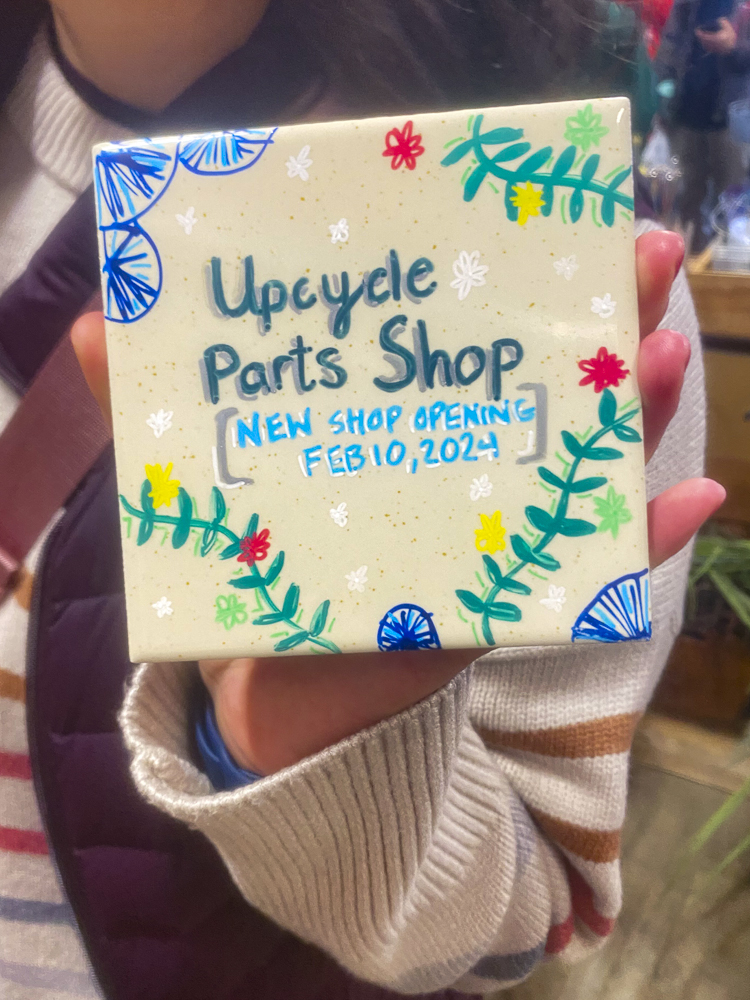 Upcycle
Parts Shop
[NEW SHOP OPENING
FEB 10, 2024]